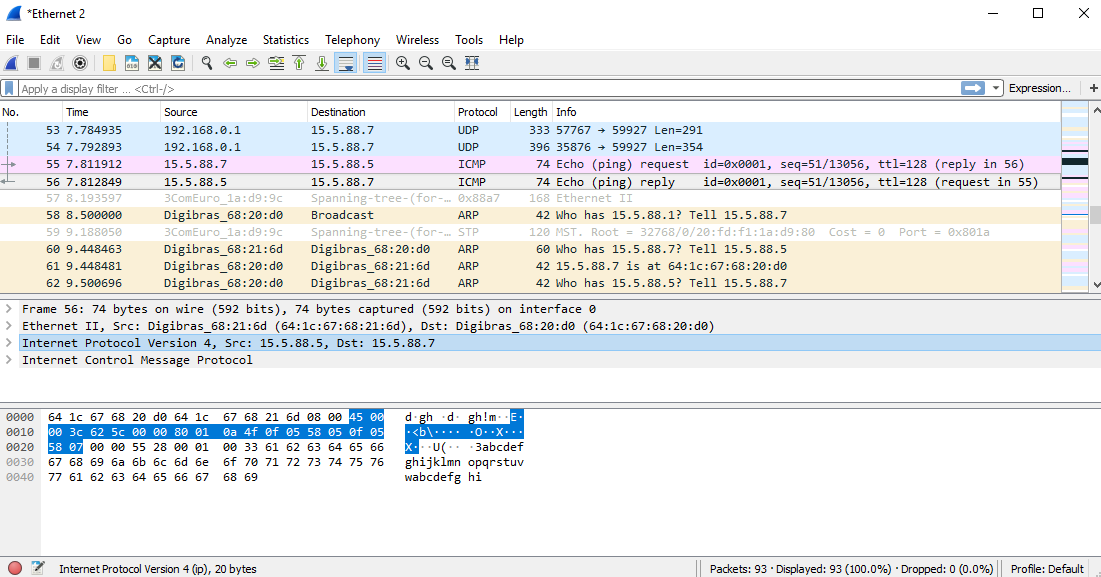 *Ethernet 2
File Edit View Go Capture Analyze Statistics Telephony Wireless Tools Help
Apply a display filter ... <Ctrl-/> Expression... +
No. Time Source Destination Protocol Length Info
53 7.784935 192.168.0.1 15.5.88.7 UDP 333 57767 → 59927 Len=291
54 7.792893 192.168.0.1 15.5.88.7 UDP 396 35876 → 59927 Len=354
55 7.811912 15.5.88.7 15.5.88.5 ICMP 74 Echo (ping) request id=0x0001, seq=51/13056, ttl=128 (reply in 56)
56 7.812849 15.5.88.5 15.5.88.7 ICMP 74 Echo (ping) reply id=0x0001, seq=51/13056, ttl=128 (request in 55)
57 8.193597 3ComEuro_1a:d9:9c Spanning-tree-(for-… 0x88a7 168 Ethernet II
58 8.500000 Digibras_68:20:d0 Broadcast ARP 42 Who has 15.5.88.1? Tell 15.5.88.7
59 9.188050 3ComEuro_1a:d9:9c Spanning-tree-(for-… STP 120 MST. Root = 32768/0/20:fd:f1:1a:d9:80 Cost = 0 Port = 0x801a
60 9.448463 Digibras_68:21:6d Digibras_68:20:d0 ARP 60 Who has 15.5.88.7? Tell 15.5.88.5
61 9.448481 Digibras_68:20:d0 Digibras_68:21:6d ARP 42 15.5.88.7 is at 64:1c:67:68:20:d0
62 9.500696 Digibras_68:20:d0 Digibras_68:21:6d ARP 42 Who has 15.5.88.5? Tell 15.5.88.7
Frame 56: 74 bytes on wire (592 bits), 74 bytes captured (592 bits) on interface 0
Ethernet II, Src: Digibras_68:21:6d (64:1c:67:68:21:6d), Dst: Digibras_68:20:d0 (64:1c:67:68:20:d0)
Internet Protocol Version 4, Src: 15.5.88.5, Dst: 15.5.88.7
Internet Control Message Protocol
0000 64 1c 67 68 20 d0 64 1c 67 68 21 6d 08 00 45 00 d·gh ·d· gh!m··E·
0010 00 3c 62 5c 00 00 80 01 0a 4f 0f 05 58 05 0f 05 ·<b\···· ·O··X···
0020 58 07 00 00 55 28 00 01 00 33 61 62 63 64 65 66 X···U(·· ·3abcdef
0030 67 68 69 6a 6b 6c 6d 6e 6f 70 71 72 73 74 75 76 ghijklmn opqrstuv
0040 77 61 62 63 64 65 66 67 68 69 wabcdefg hi
Internet Protocol Version 4 (ip), 20 bytes Packets: 93 · Displayed: 93 (100.0%) · Dropped: 0 (0.0%) Profile: Default